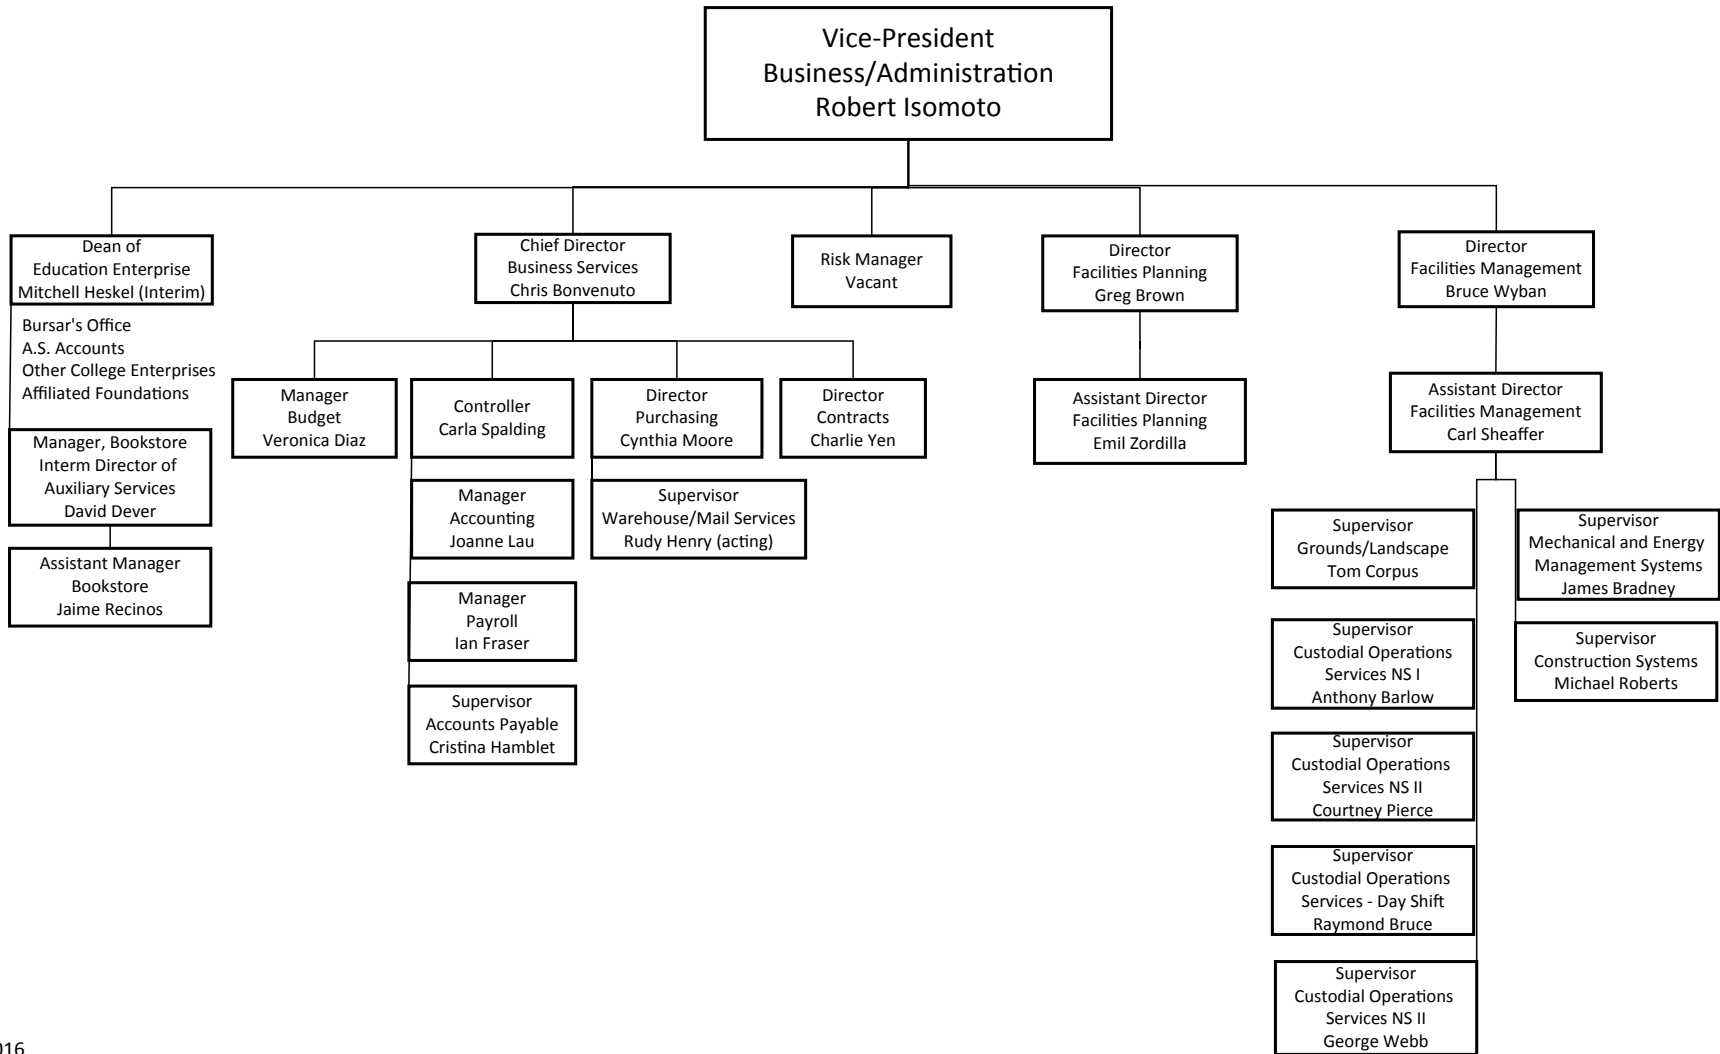 Vice-President
Business/Administration
Robert Isomoto
Dean of
Education Enterprise
Mitchell Heskel (Interim)
Bursar's Office
A.S. Accounts
Other College Enterprises
Affiliated Foundations
Manager, Bookstore
Interm Director of
Auxiliary Services
David Dever
Assistant Manager
Bookstore
Jaime Recinos
Chief Director
Business Services
Chris Bonvenuto
Manager
Budget
Veronica Diaz
Controller
Carla Spalding
Manager
Accounting
Joanne Lau
Manager
Payroll
Ian Fraser
Supervisor
Accounts Payable
Cristina Hamblet
Director
Purchasing
Cynthia Moore
Supervisor
Warehouse/Mail Services
Rudy Henry (acting)
Director
Contracts
Charlie Yen
Risk Manager
Vacant
Director
Facilities Planning
Greg Brown
Assistant Director
Facilities Planning
Emil Zordilla
Director
Facilities Management
Bruce Wyban
Assistant Director
Facilities Management
Carl Sheaffer
Supervisor
Grounds/Landscape
Tom Corpus
Supervisor
Custodial Operations
Services NS I
Anthony Barlow
Supervisor
Custodial Operations
Services NS II
Courtney Pierce
Supervisor
Custodial Operations
Services - Day Shift
Raymond Bruce
Supervisor
Custodial Operations
Services NS II
George Webb
Supervisor
Mechanical and Energy
Management Systems
James Bradney
Supervisor
Construction Systems
Michael Roberts